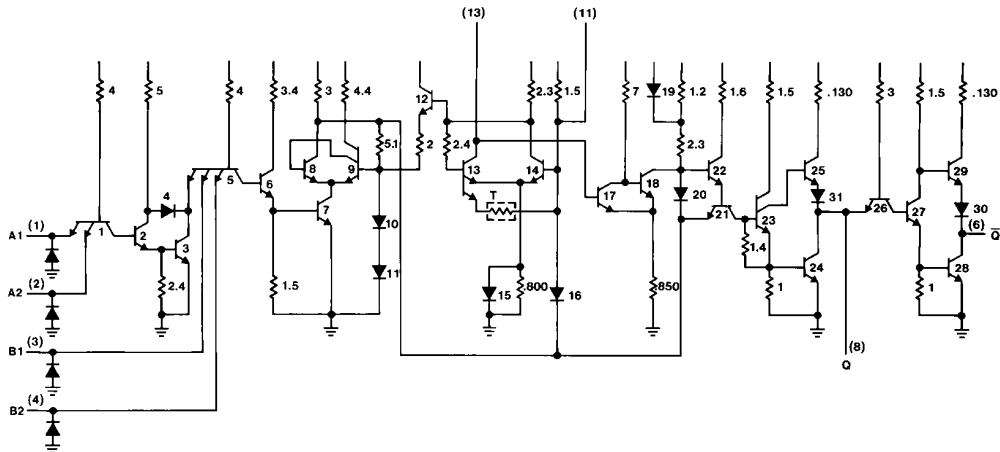 (13) (11)
4 5 4 3.4 3 4.4 12 2.3 1.5 7 19 1.2 1.6 1.5 .130 3 1.5 .130
5.1 2 2.4 2.3
4 5 6 8 9 13 14 18 22 25 29
T 17 20 21 31 26 30
A1 (1) 1 2 3 7 10 23 27 (6) Q
1.4 24 28
A2 (2) 2.4 1.5 11 15 .800 16 850 1 1
B1 (3)
(8)
Q
B2 (4)